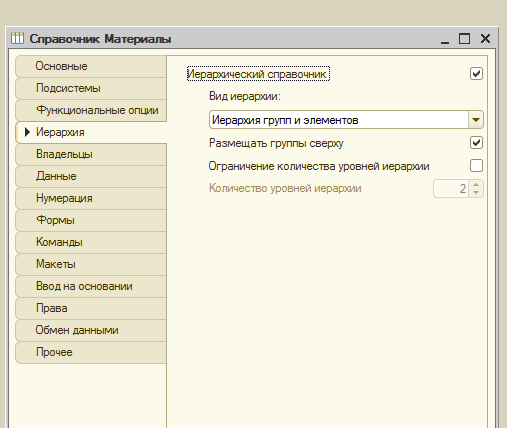 Справочник Материалы
Основные
Подсистемы
Функциональные опции
Иерархия
Владельцы
Данные
Нумерация
Формы
Команды
Макеты
Ввод на основании
Права
Обмен данными
Прочее
Иерархический справочник
Вид иерархии:
Иерархия групп и элементов
Размещать группы сверху
Ограничение количества уровней иерархии
Количество уровней иерархии 2